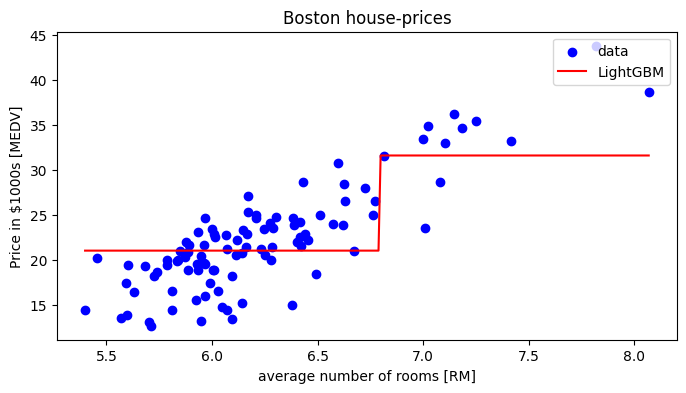 Boston house-prices
45
40
35
30
25
20
15
Price in $1000s [MEDV]
data
LightGBM
5.5
6.0
6.5
7.0
7.5
8.0
average number of rooms [RM]